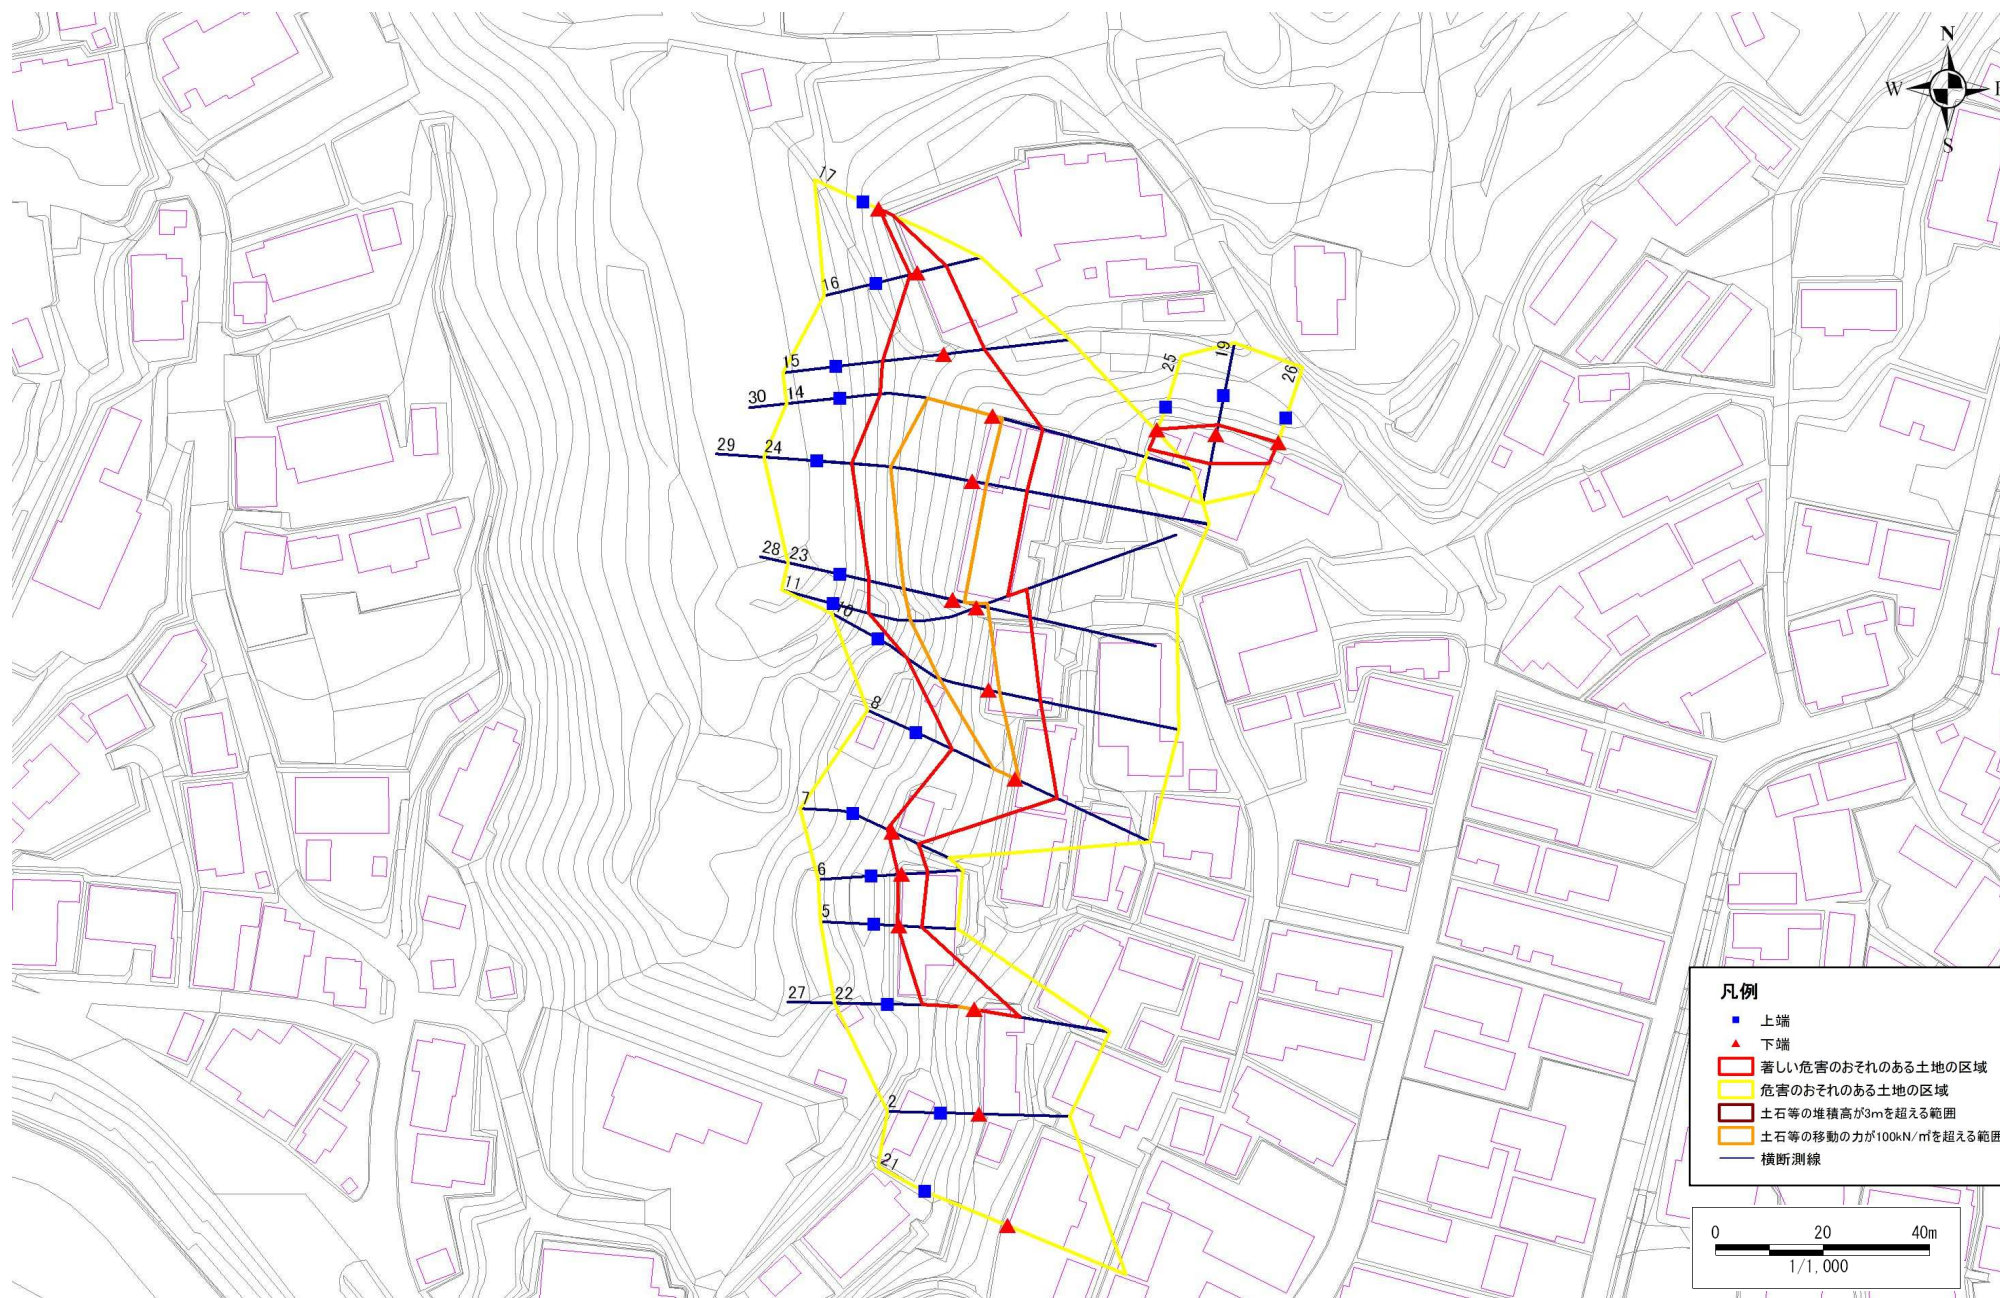 N
W
E
S
17
16
15
30 14
29 24
28 23
11
10
8
7
6
5
27 22
2
21
25
19
26
凡例
上端
下端
著しい危害のおそれのある土地の区域
危害のおそれのある土地の区域
土石等の堆積高が3mを超える範囲
土石等の移動の力が100kN/㎡を超える範囲
横断測線
0 20 40m
1/1,000